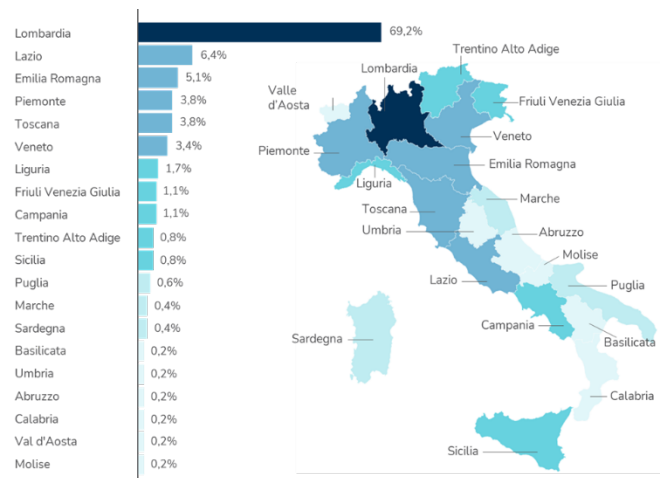 Lombardia 69,2%
Lazio 6,4%
Emilia Romagna 5,1%
Piemonte 3,8%
Toscana 3,8%
Veneto 3,4%
Liguria 1,7%
Friuli Venezia Giulia 1,1%
Campania 1,1%
Trentino Alto Adige 0,8%
Sicilia 0,8%
Puglia 0,6%
Marche 0,4%
Sardegna 0,4%
Basilicata 0,2%
Umbria 0,2%
Abruzzo 0,2%
Calabria 0,2%
Val d'Aosta 0,2%
Molise 0,2%
Trentino Alto Adige
Lombardia
Valle
d'Aosta
Friuli Venezia Giulia
Veneto
Piemonte
Emilia Romagna
Liguria
Marche
Toscana
Umbria
Abruzzo
Molise
Lazio
Puglia
Campania
Sardegna
Basilicata
Calabria
Sicilia